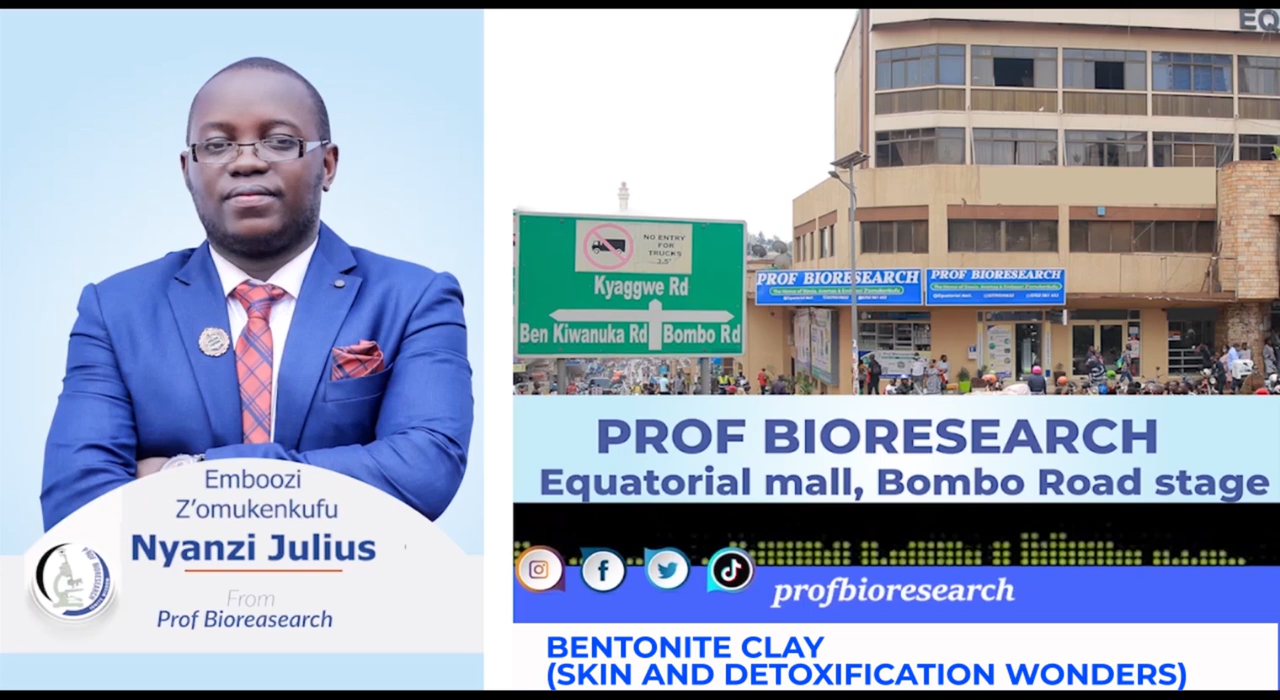 Emboozi
Z'omukenkufu
Nyanzi Julius
From
Prof Bioreasearch
EQ
NO ENTRY
FOR
TRUCKS
Kyaggwe Rd
Ben Kiwanuka Rd
Bombo Rd
PROF BIORESEARCH
PROF BIORESEARCH
PROF BIORESEARCH
Equatorial mall, Bombo Road stage
profbioresearch
BENTONITE CLAY
(SKIN AND DETOXIFICATION WONDERS)